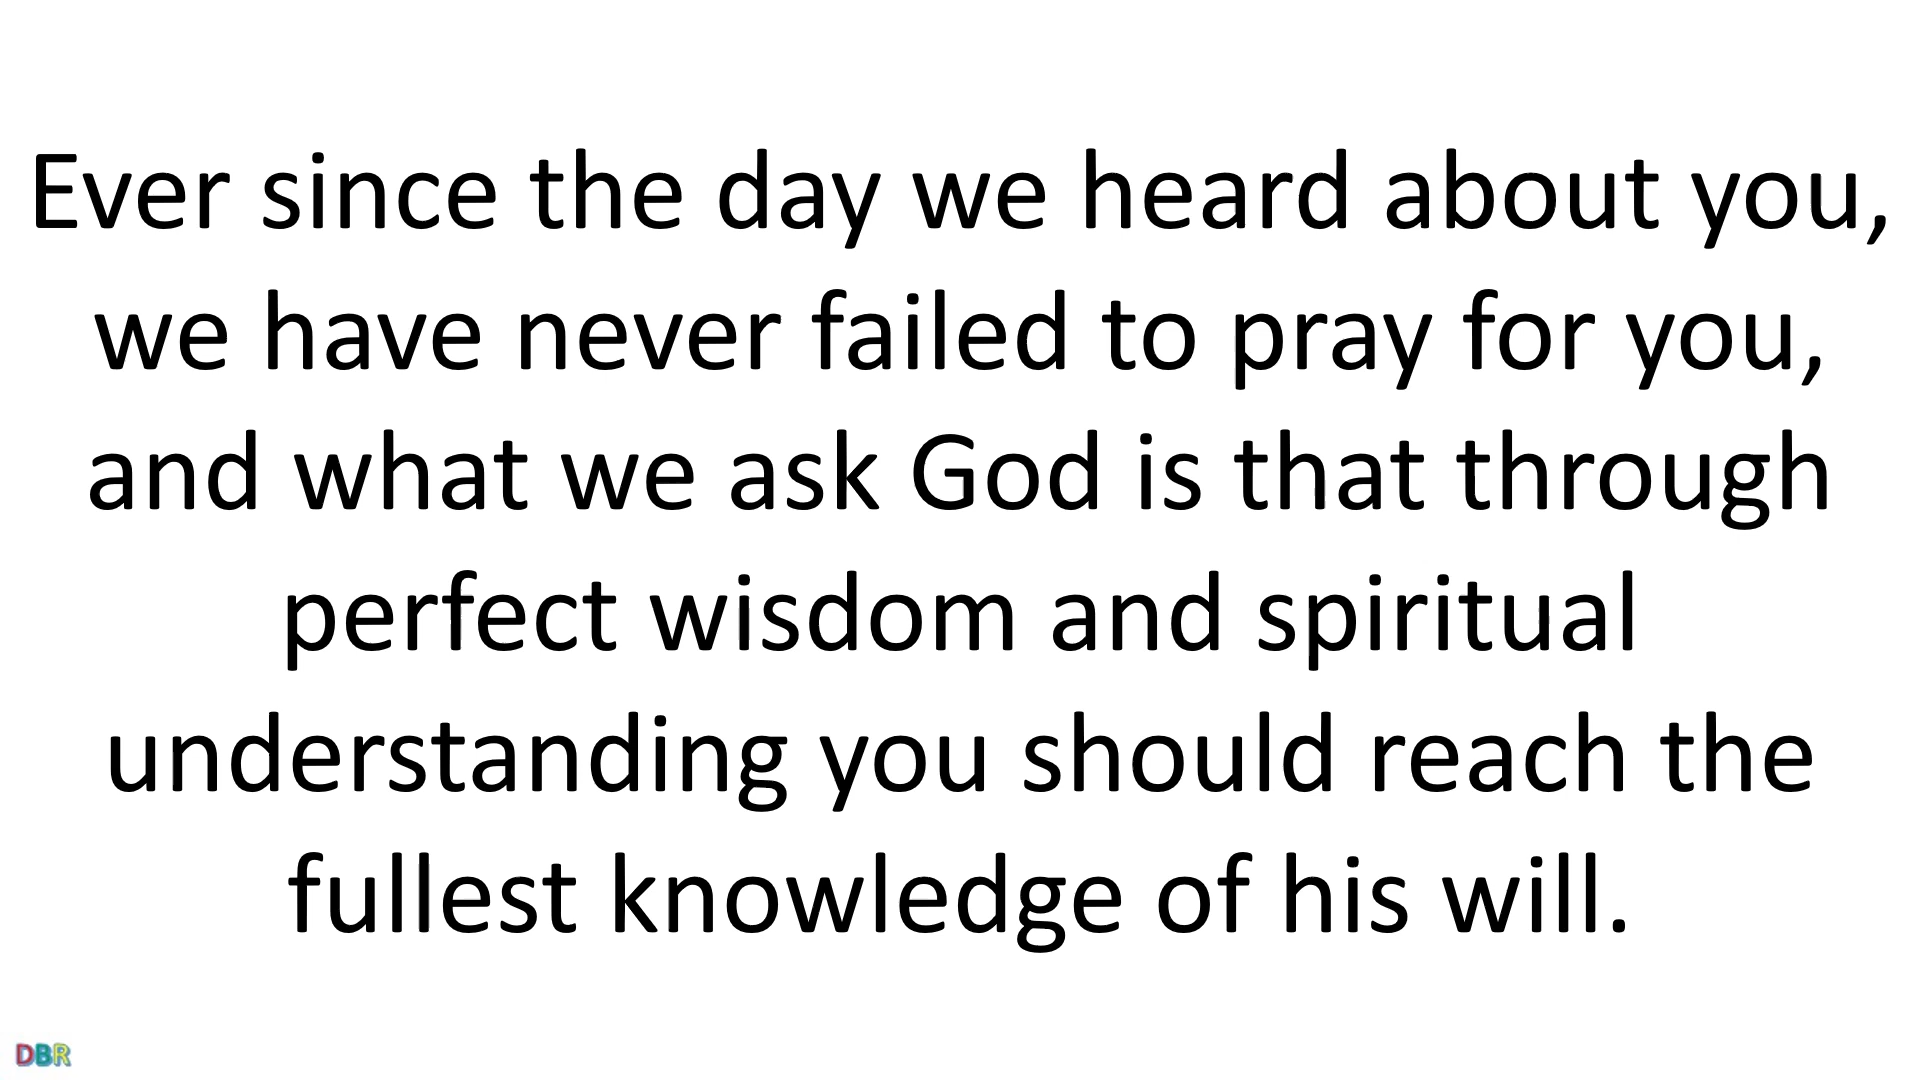 Ever since the day we heard about you,
we have never failed to pray for you,
and what we ask God is that through
perfect wisdom and spiritual
understanding you should reach the
fullest knowledge of his will.
DBR